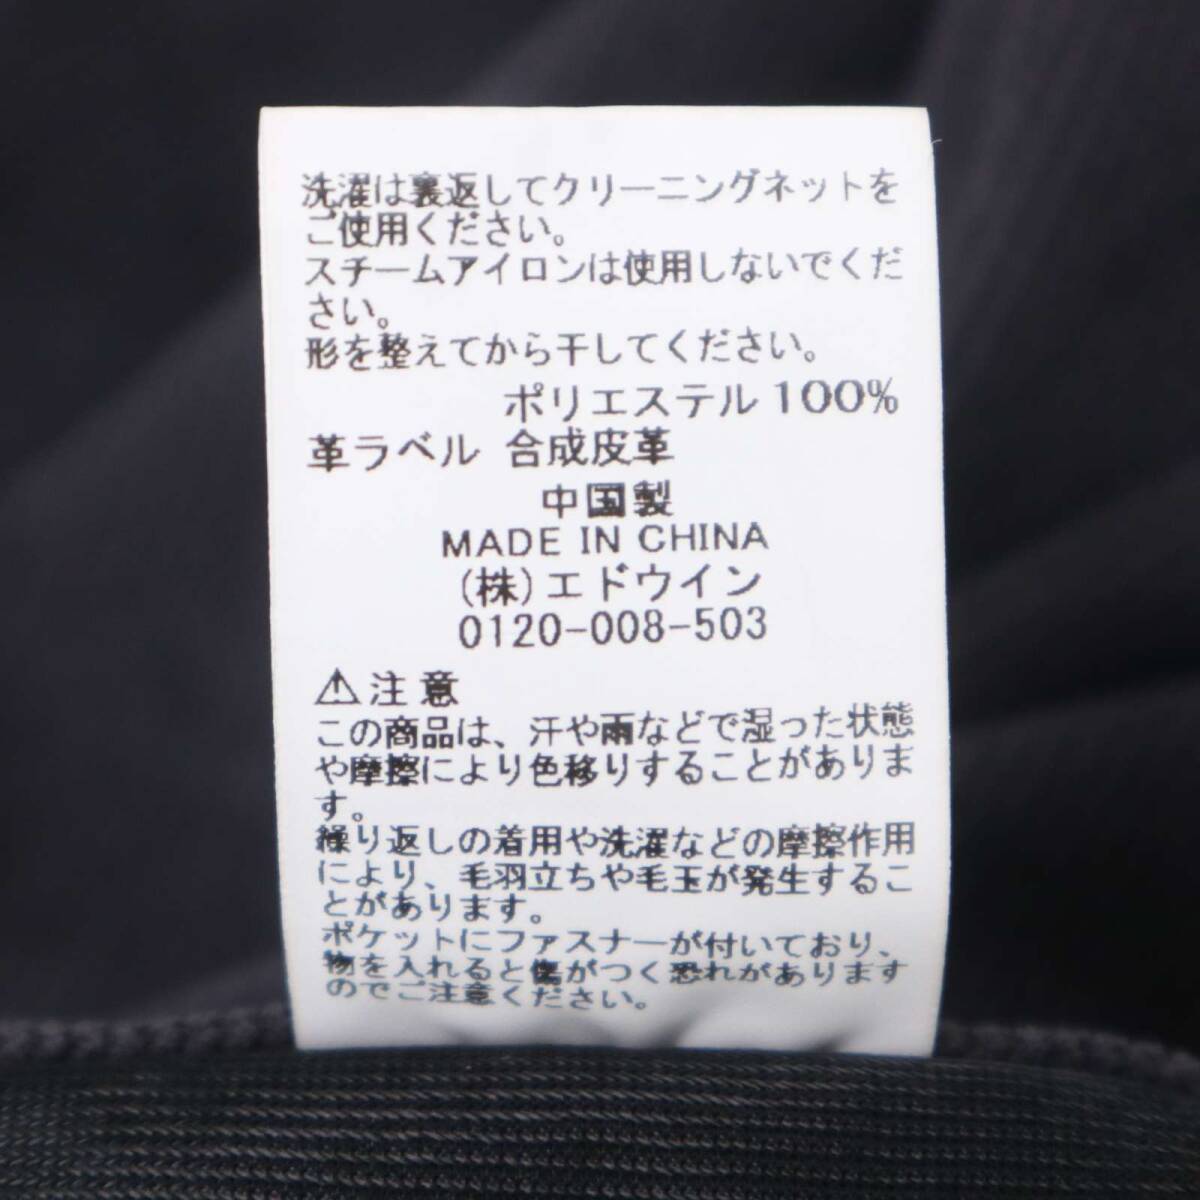 洗濯は裏返してクリーニングネットを
ご使用ください。
スチームアイロンは使用しないでくだ
さい。
形を整えてから干してください。
ポリエステル 100%
革ラベル 合成皮革
中国製
MADE IN CHINA
(株)エドウイン
0120-008-503
⚠注意
この商品は、汗や雨などで湿った状態
や摩擦により色移りすることがありま
す。
繰り返しの着用や洗濯などの摩擦作用
により、毛羽立ちや毛玉が発生するこ
とがあります。
ポケットにファスナーが付いており、
物を入れると傷がつく恐れがあります
のでご注意ください。